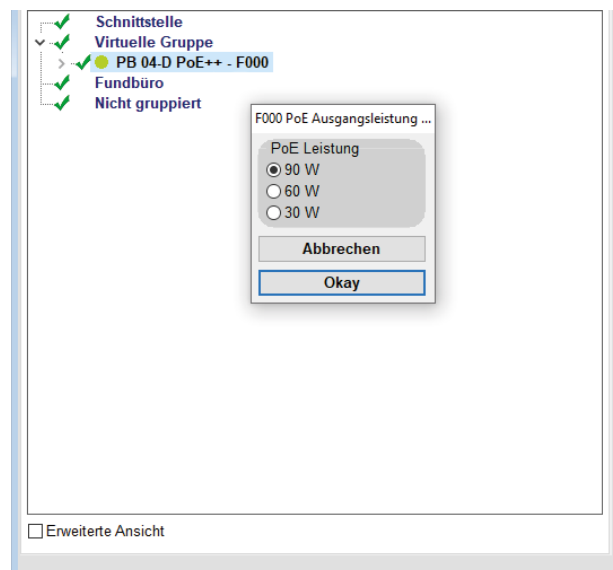 Schnittstelle
Virtuelle Gruppe
PB 04-D PoE++ - F000
Fundbüro
Nicht gruppiert
F000 PoE Ausgangsleistung ...
PoE Leistung
90 W
60 W
30 W
Abbrechen
Okay
Erweiterte Ansicht